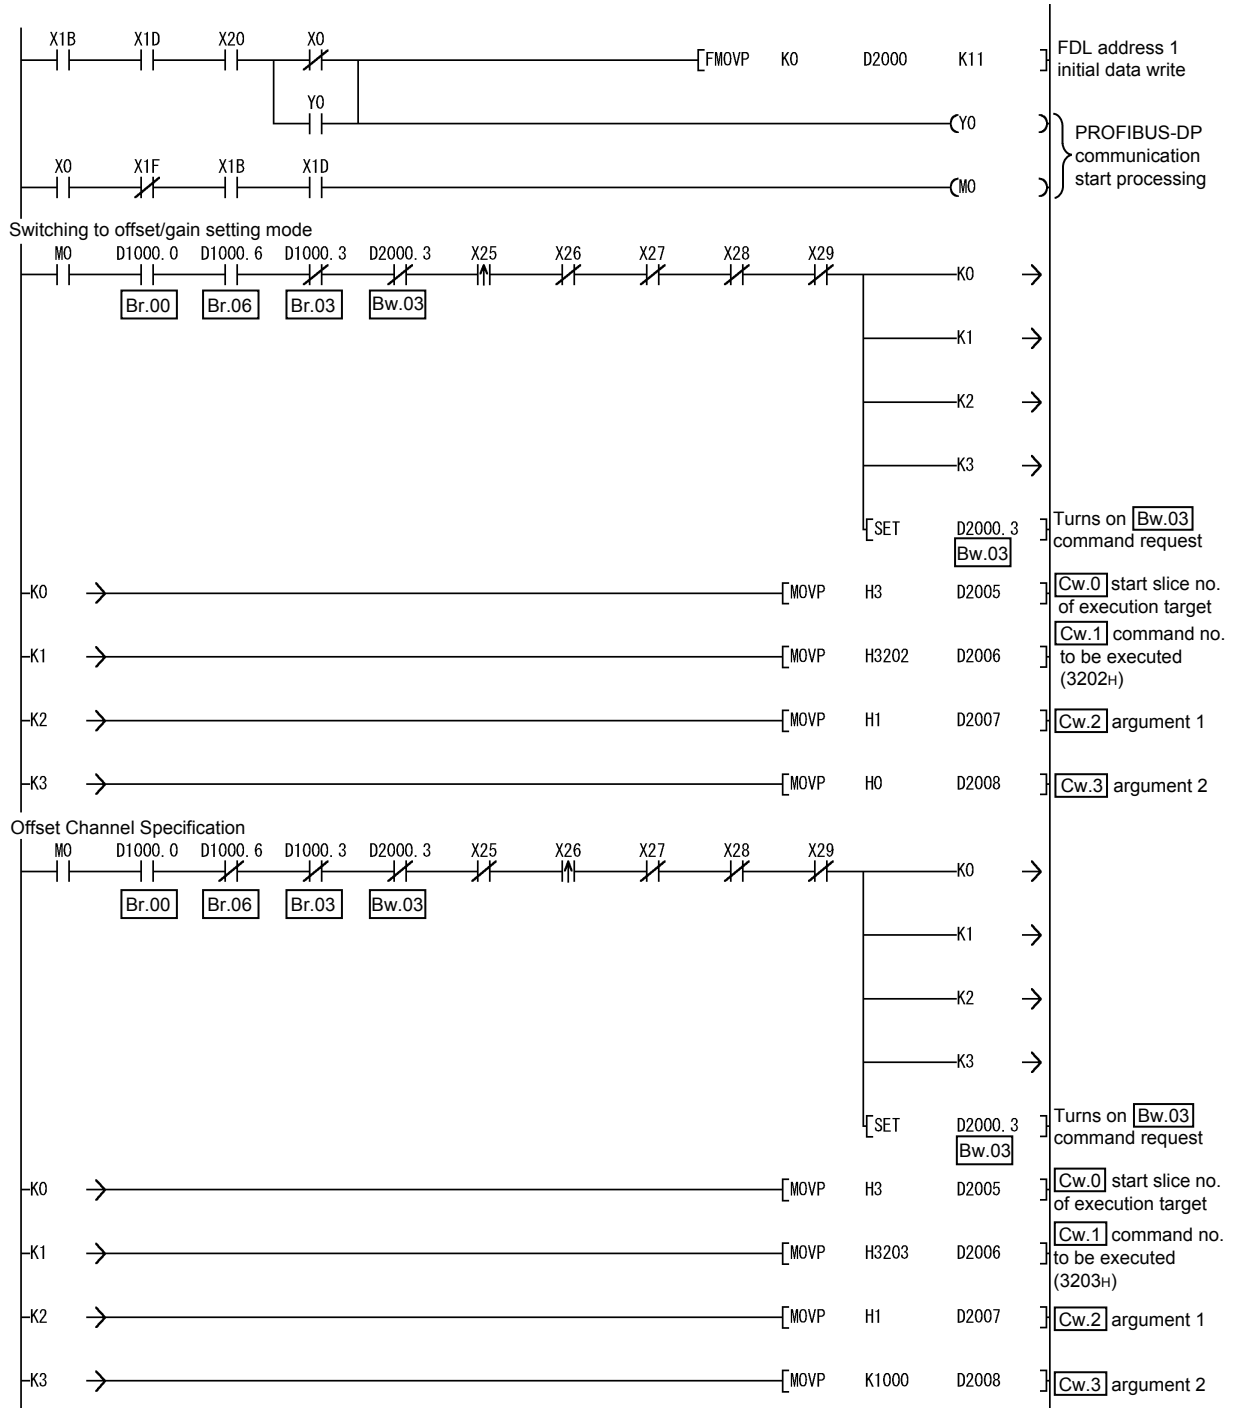 X1B X1D X20 X0
[FMOVP K0 D2000 K11] FDL address 1
initial data write
Y0
(Y0)
PROFIBUS-DP
communication
start processing
X0 X1F X1B X1D
(M0)
Switching to offset/gain setting mode
M0 D1000.0 D1000.6 D1000.3 D2000.3 X25 X26 X27 X28 X29
K0
Br.00 Br.06 Br.03 Bw.03
K1
K2
K3
[SET D2000.3] Turns on Bw.03
command request
Bw.03
K0 [MOVP H3 D2005] Cw.0 start slice no.
of execution target
K1 [MOVP H3202 D2006] Cw.1 command no.
to be executed
(3202H)
K2 [MOVP H1 D2007] Cw.2 argument 1
K3 [MOVP H0 D2008] Cw.3 argument 2
Offset Channel Specification
M0 D1000.0 D1000.6 D1000.3 D2000.3 X25 X26 X27 X28 X29
K0
Br.00 Br.06 Br.03 Bw.03
K1
K2
K3
[SET D2000.3] Turns on Bw.03
command request
Bw.03
K0 [MOVP H3 D2005] Cw.0 start slice no.
of execution target
K1 [MOVP H3203 D2006] Cw.1 command no.
to be executed
(3203H)
K2 [MOVP H1 D2007] Cw.2 argument 1
K3 [MOVP K1000 D2008] Cw.3 argument 2